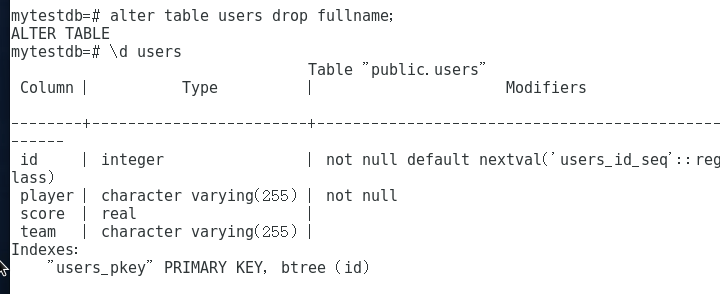 mytestdb=# alter table users drop fullname;
ALTER TABLE
mytestdb=# \d users
Table "public.users"
Column | Type | Modifiers
--------+------------------------+---------------------------------------------
------
id | integer | not null default nextval('users_id_seq'::reg
lass)
player | character varying(255) | not null
score | real |
team | character varying(255) |
Indexes:
"users_pkey" PRIMARY KEY, btree (id)